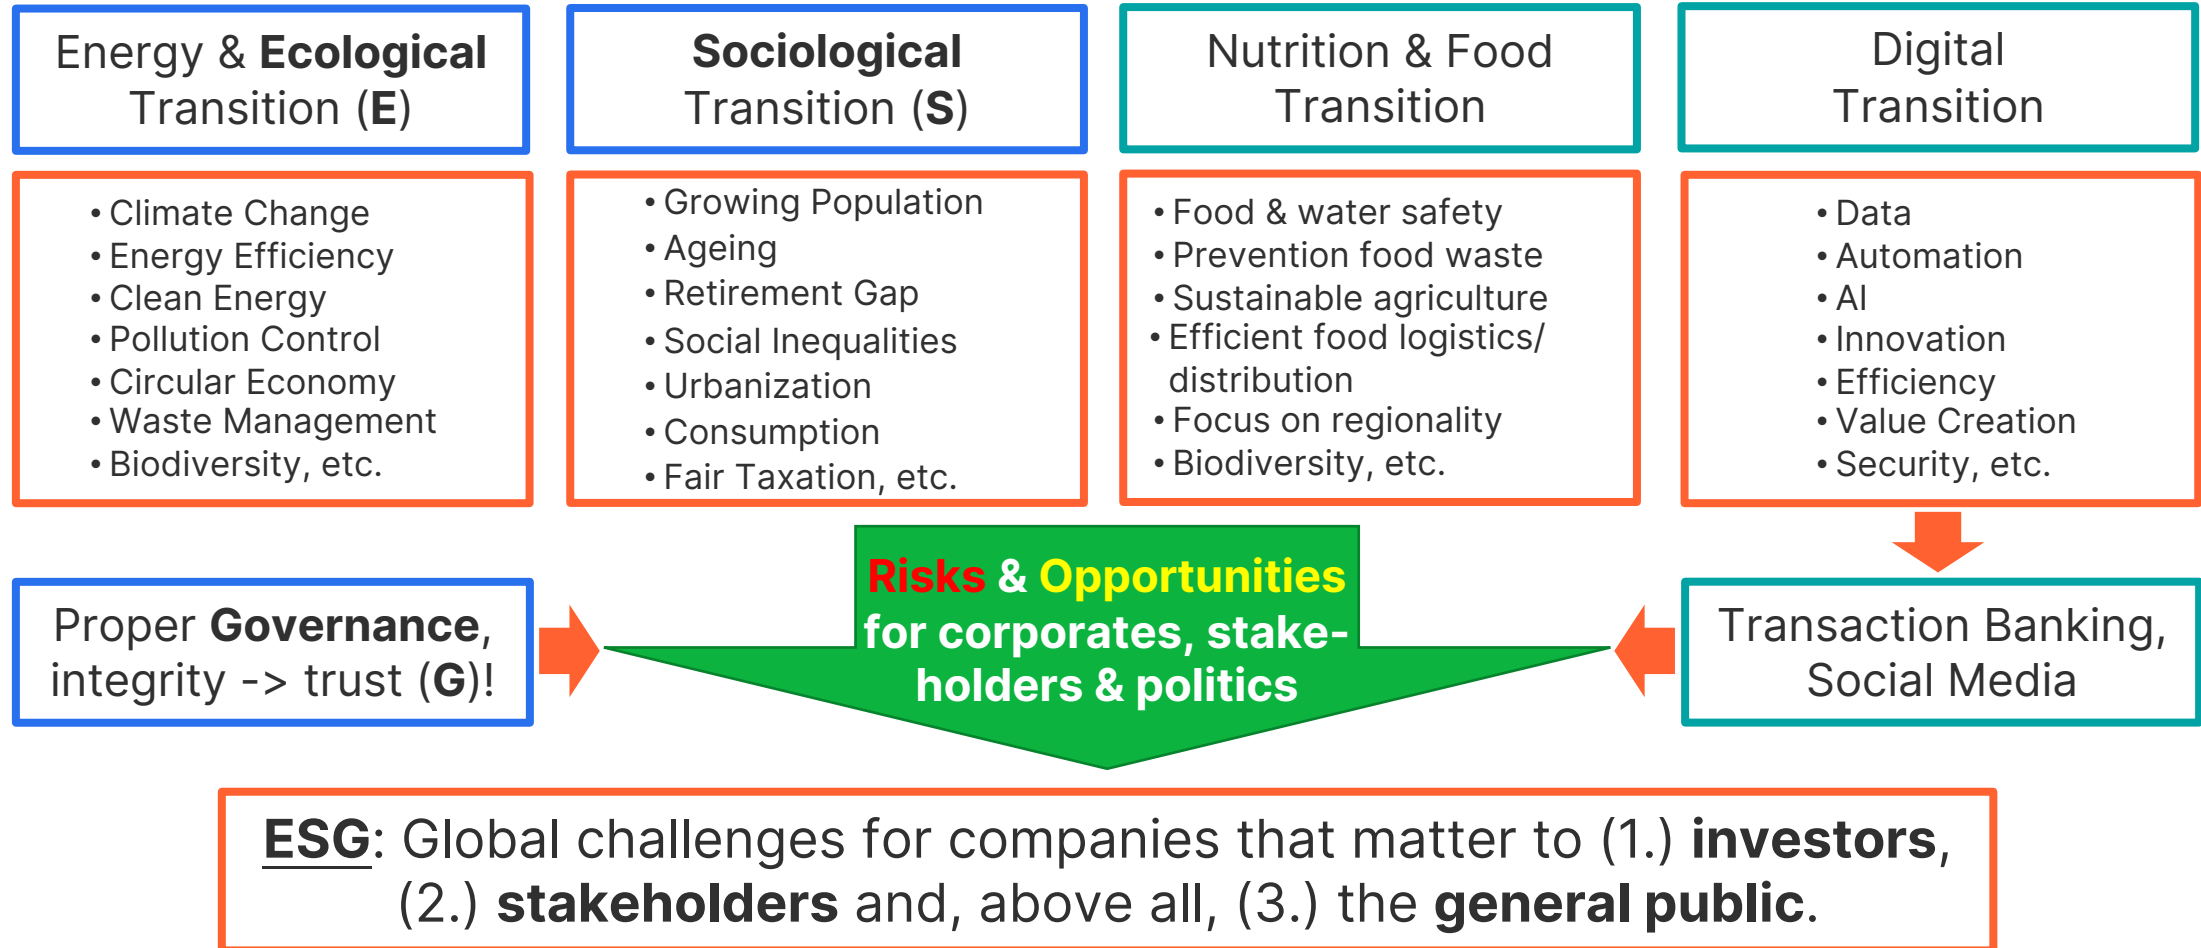 Energy & Ecological
Transition (E)
Sociological
Transition (S)
Nutrition & Food
Transition
Digital
Transition
• Climate Change
• Energy Efficiency
• Clean Energy
• Pollution Control
• Circular Economy
• Waste Management
• Biodiversity, etc.
• Growing Population
• Ageing
• Retirement Gap
• Social Inequalities
• Urbanization
• Consumption
• Fair Taxation, etc.
• Food & water safety
• Prevention food waste
• Sustainable agriculture
• Efficient food logistics/
distribution
• Focus on regionality
• Biodiversity, etc.
• Data
• Automation
• AI
• Innovation
• Efficiency
• Value Creation
• Security, etc.
Proper Governance,
integrity -> trust (G)!
Risks & Opportunities
for corporates, stake-
holders & politics
Transaction Banking,
Social Media
ESG: Global challenges for companies that matter to (1.) investors,
(2.) stakeholders and, above all, (3.) the general public.